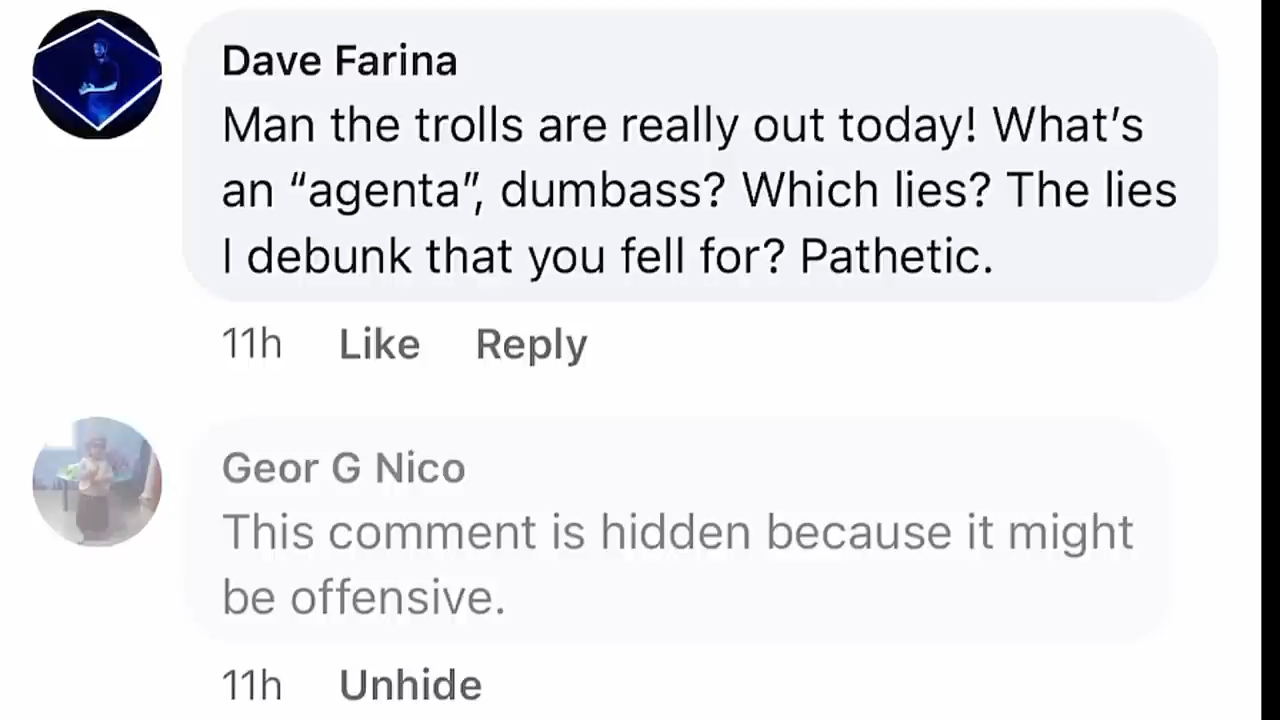 Dave Farina
Man the trolls are really out today! What's
an “agenta”, dumbass? Which lies? The lies
I debunk that you fell for? Pathetic.
11h Like Reply
Geor G Nico
This comment is hidden because it might
be offensive.
11h Unhide